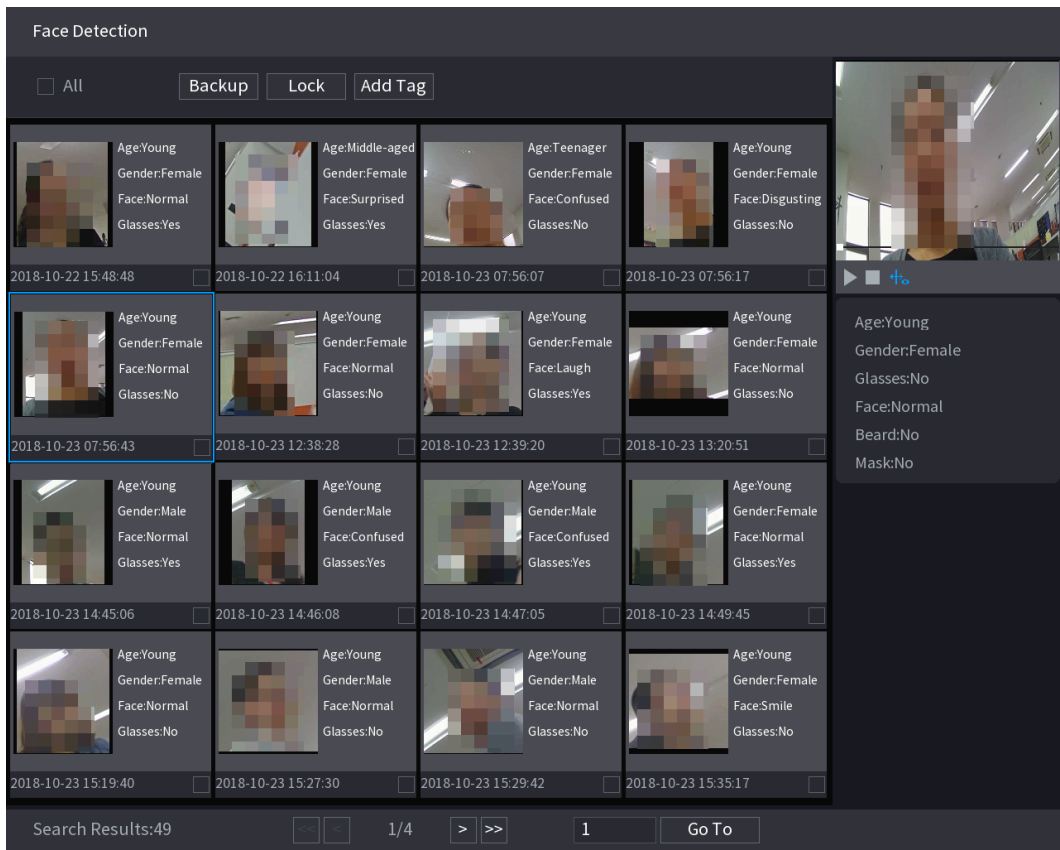 Face Detection
All
Backup Lock Add Tag
Age:Young
Gender:Female
Face:Normal
Glasses:Yes
2018-10-22 15:48:48
Age:Middle-aged
Gender:Female
Face:Surprised
Glasses:Yes
2018-10-22 16:11:04
Age:Teenager
Gender:Female
Face:Confused
Glasses:No
2018-10-23 07:56:07
Age:Young
Gender:Female
Face:Disgusting
Glasses:No
2018-10-23 07:56:17
Age:Young
Gender:Female
Face:Normal
Glasses:No
2018-10-23 07:56:43
Age:Young
Gender:Female
Face:Normal
Glasses:No
2018-10-23 12:38:28
Age:Young
Gender:Female
Face:Laugh
Glasses:Yes
2018-10-23 12:39:20
Age:Young
Gender:Female
Face:Normal
Glasses:No
2018-10-23 13:20:51
Age:Young
Gender:Male
Face:Normal
Glasses:Yes
2018-10-23 14:45:06
Age:Young
Gender:Male
Face:Confused
Glasses:Yes
2018-10-23 14:46:08
Age:Young
Gender:Male
Face:Confused
Glasses:Yes
2018-10-23 14:47:05
Age:Young
Gender:Female
Face:Normal
Glasses:Yes
2018-10-23 14:49:45
Age:Young
Gender:Female
Face:Normal
Glasses:No
2018-10-23 15:19:40
Age:Young
Gender:Male
Face:Normal
Glasses:No
2018-10-23 15:27:30
Age:Young
Gender:Male
Face:Normal
Glasses:No
2018-10-23 15:29:42
Age:Young
Gender:Female
Face:Smile
Glasses:No
2018-10-23 15:35:17
Age:Young
Gender:Female
Glasses:No
Face:Normal
Beard:No
Mask:No
Search Results:49 << < 1/4 > >> 1 Go To